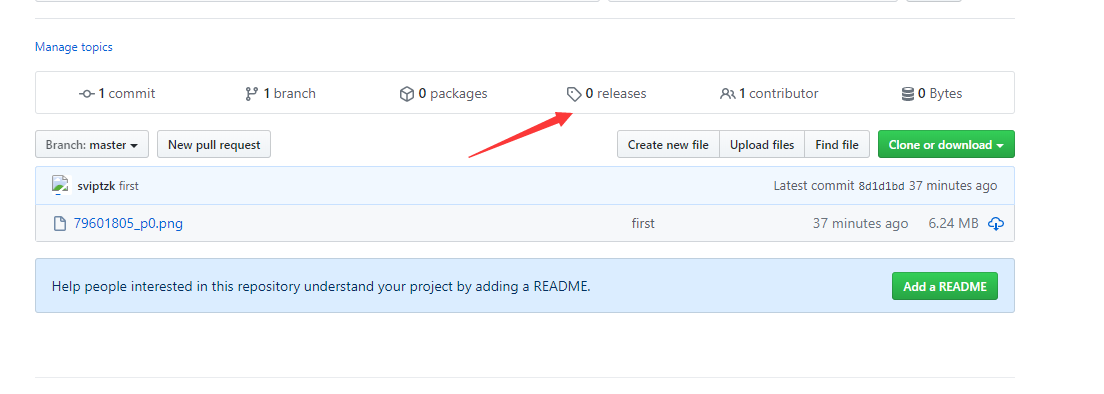 Manage topics
1 commit 1 branch 0 packages 0 releases 1 contributor 0 Bytes
Branch: master New pull request Create new file Upload files Find file Clone or download
sviptzk first Latest commit 8d1d1bd 37 minutes ago
79601805_p0.png first 37 minutes ago 6.24 MB
Help people interested in this repository understand your project by adding a README. Add a README